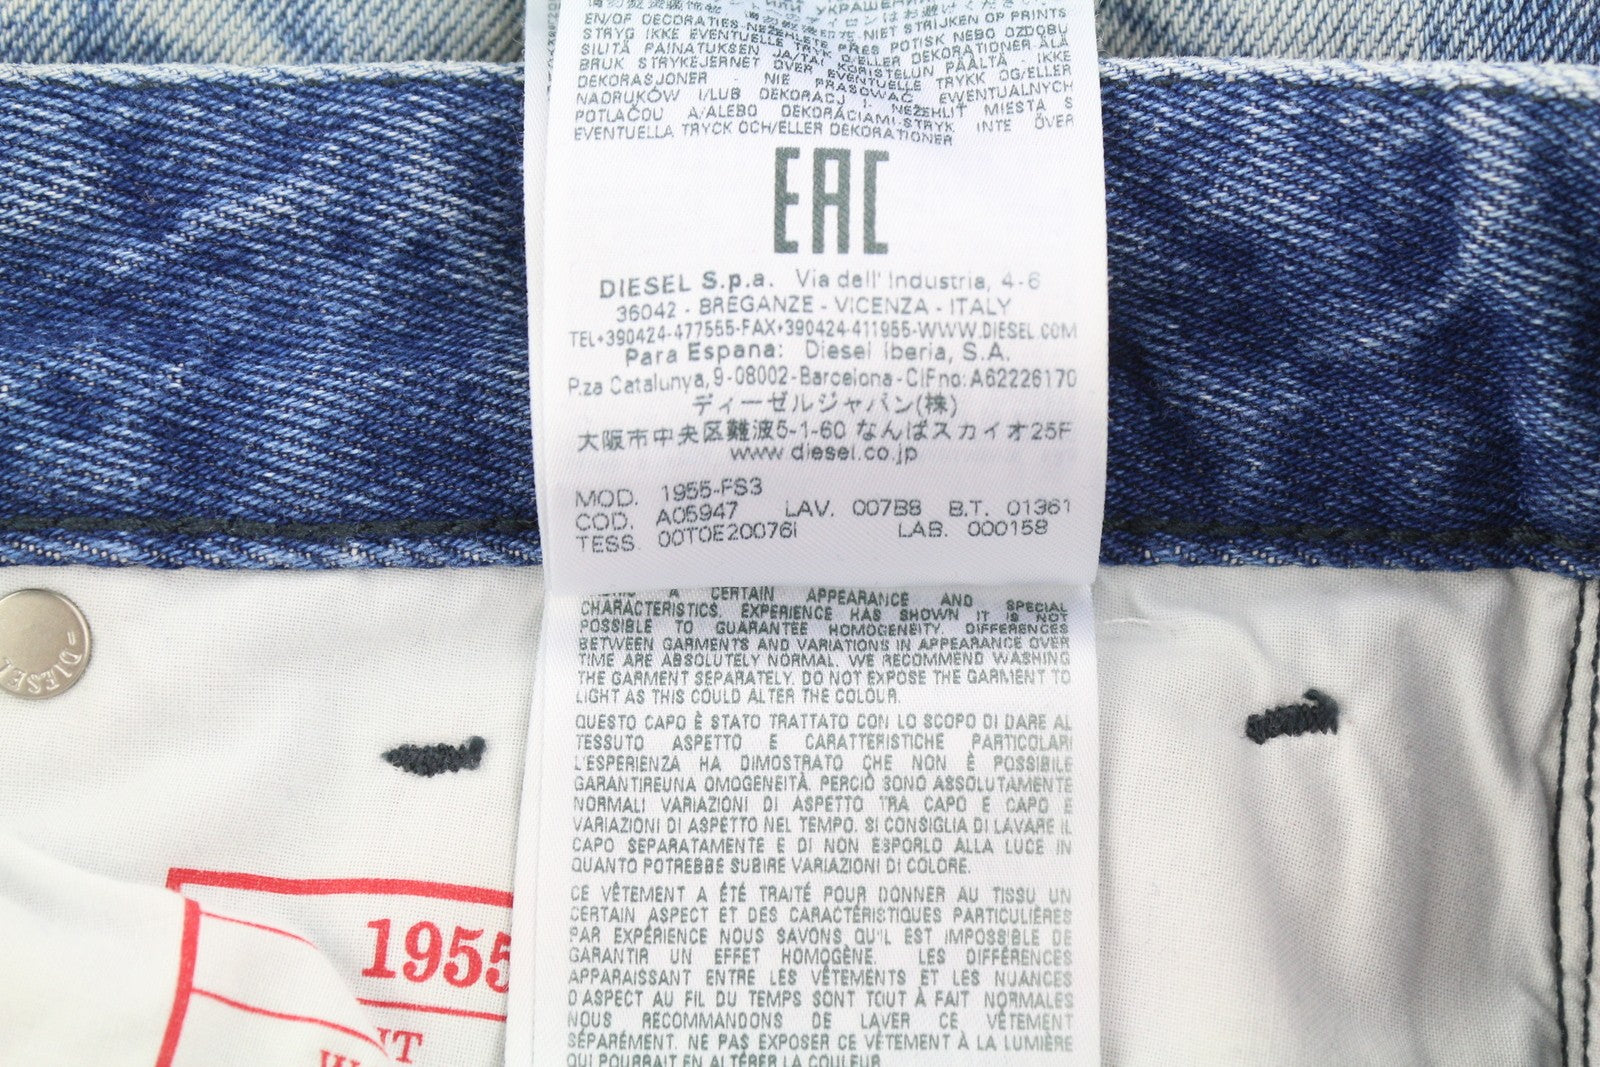 EN/OF DECORATIES NIET STRIJKEN OP PRINTS
STRYG IKKE EVENTUELLE TRYK
SILITÄ PAINATUKSEN JA/TAI
BRUK STRYKEJERNET OVER EVENTUELLE TRYKK OG/ELLER
DEKORASJONER - NIE PRASOWAĆ EWENTUALNYCH
NADRUKÓW I/LUB DEKORACJI - NEŽEHLIT MIESTA S
POTLAČOU A/ALEBO DEKORÁCIAMI-STRYK INTE ÖVER
EVENTUELLA TRYCK OCH/ELLER DEKORATIONER
EAC
DIESEL S.p.a. Via dell' Industria, 4-6
36042 - BREGANZE - VICENZA - ITALY
TEL+390424-477555-FAX+390424-411955-WWW.DIESEL.COM
Para Espana: Diesel Iberia, S.A.
P.za Catalunya,9-08002-Barcelona-CIFno:A62226170
ディーゼルジャパン(株)
大阪市中央区難波5-1-60 なんばスカイオ25F
www.diesel.co.jp
MOD. 1955-FS3
COD. A05947 LAV. 007B8 B.T. 01361
TESS. 00T0E20076I LAB. 000158
A CERTAIN APPEARANCE AND SPECIAL
CHARACTERISTICS, EXPERIENCE HAS SHOWN IT IS NOT
POSSIBLE TO GUARANTEE HOMOGENEITY. DIFFERENCES
BETWEEN GARMENTS AND VARIATIONS IN APPEARANCE OVER
TIME ARE ABSOLUTELY NORMAL. WE RECOMMEND WASHING
THE GARMENT SEPARATELY. DO NOT EXPOSE THE GARMENT TO
LIGHT AS THIS COULD ALTER THE COLOUR.
QUESTO CAPO È STATO TRATTATO CON LO SCOPO DI DARE AL
TESSUTO ASPETTO E CARATTERISTICHE PARTICOLARI
L'ESPERIENZA HA DIMOSTRATO CHE NON È POSSIBILE
GARANTIREUNA OMOGENEITÀ. PERCIÒ SONO ASSOLUTAMENTE
NORMALI VARIAZIONI DI ASPETTO TRA CAPO E CAPO E
VARIAZIONI DI ASPETTO NEL TEMPO. SI CONSIGLIA DI LAVARE IL
CAPO SEPARATAMENTE E DI NON ESPORLO ALLA LUCE IN
QUANTO POTREBBE SUBIRE VARIAZIONI DI COLORE.
CE VÊTEMENT A ÉTÉ TRAITÉ POUR DONNER AU TISSU UN
CERTAIN ASPECT ET DES CARACTÉRISTIQUES PARTICULIÈRES
PAR EXPÉRIENCE NOUS SAVONS QU'IL EST IMPOSSIBLE DE
GARANTIR UN EFFET HOMOGÈNE. LES DIFFÉRENCES
APPARAISSANT ENTRE LES VÊTEMENTS ET LES NUANCES
D'ASPECT AU FIL DU TEMPS SONT TOUT À FAIT NORMALES
NOUS RECOMMANDONS DE LAVER CE VÊTEMENT
SÉPARÉMENT. NE PAS EXPOSER CE VÊTEMENT À LA LUMIÈRE
QUI POURRAIT EN ALTÉRER LA COULEUR
DIESEL
1955